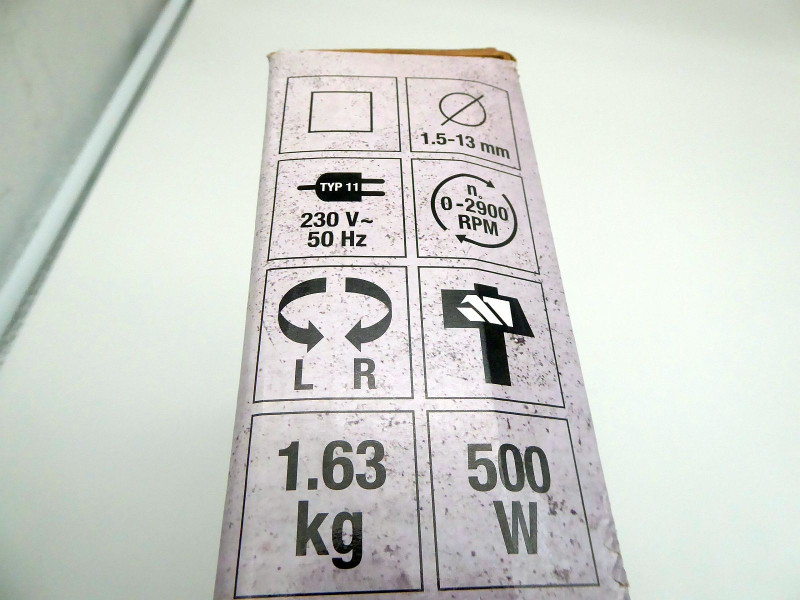 1.5-13 mm
TYP 11
230 V~
50 Hz
n₀
0-2900
RPM
L R
1.63
kg
500
W